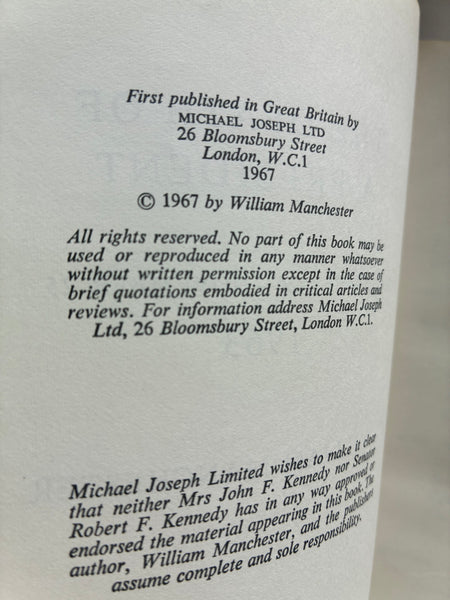 First published in Great Britain by
MICHAEL JOSEPH LTD
26 Bloomsbury Street
London, W.C.1
1967
© 1967 by William Manchester
All rights reserved. No part of this book may be
used or reproduced in any manner whatsoever
without written permission except in the case of
brief quotations embodied in critical articles and
reviews. For information address Michael Joseph
Ltd, 26 Bloomsbury Street, London W.C.1.
Michael Joseph Limited wishes to make it clear
that neither Mrs John F. Kennedy nor Senator
Robert F. Kennedy has in any way approved or
endorsed the material appearing in this book. The
author, William Manchester, and the publishers
assume complete and sole responsibility.